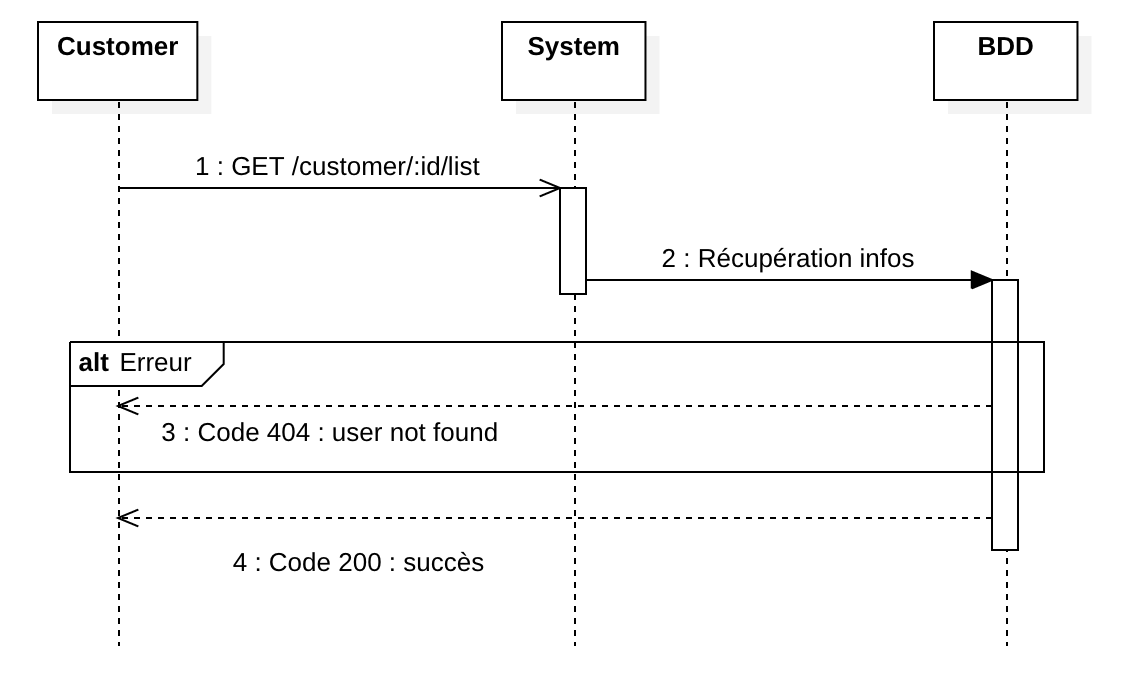 Customer
System
BDD
1 : GET /customer/:id/list
2 : Récupération infos
alt Erreur
3 : Code 404 : user not found
4 : Code 200 : succès